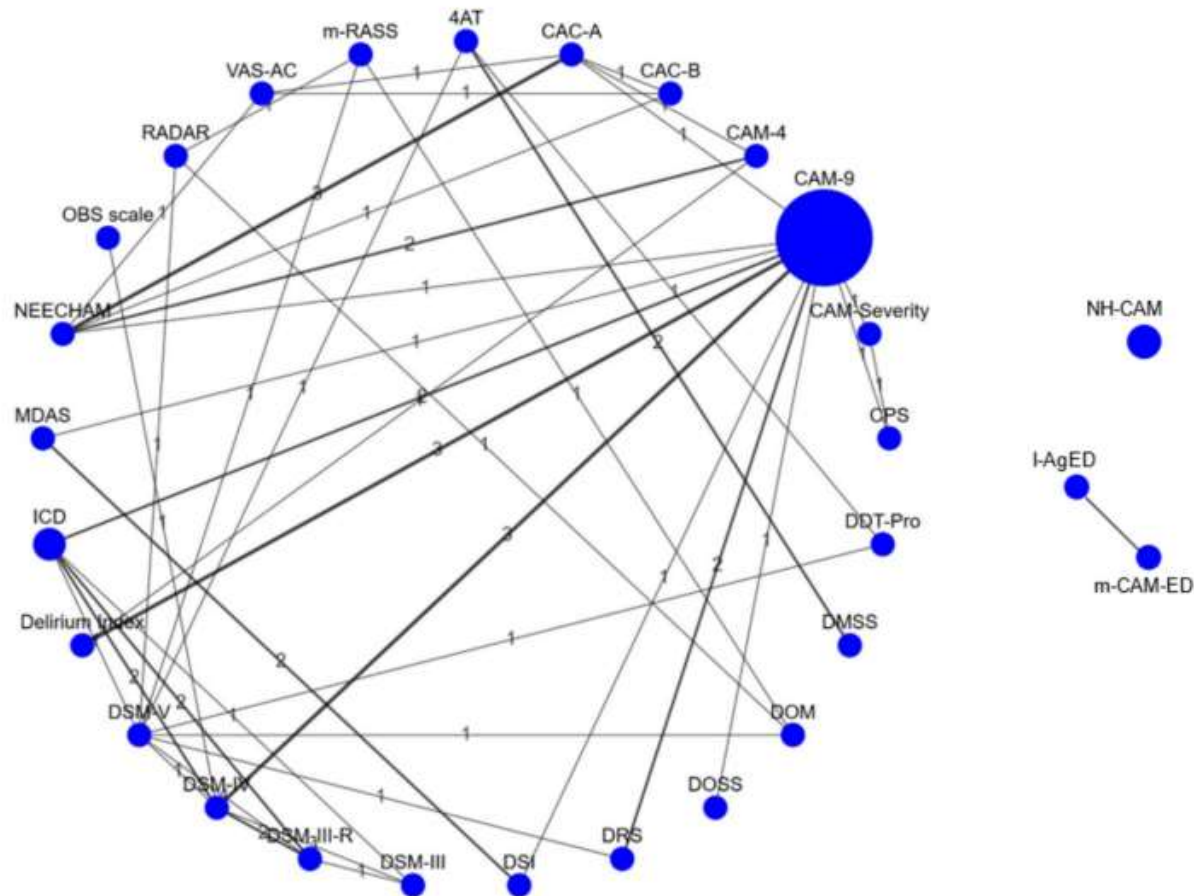 4AT
m-RASS
CAC-A
VAS-AC
1
1
CAC-B
1
1
RADAR
1
CAM-4
CAM-9
OBS scale
1
3
1
2
NEECHAM
1
1
1
CAM-Severity
NH-CAM
1
2
1
1
MDAS
1
1
1
CPS
1
1
3
I-AgED
ICD
1
3
DDT-Pro
1
2
1
m-CAM-ED
Delirium Index
1
DMSS
2
2
DSM-V
2
1
1
DOM
1
DSM-IV
1
DOSS
2
DSM-III-R
1
DSM-III
DSI
DRS